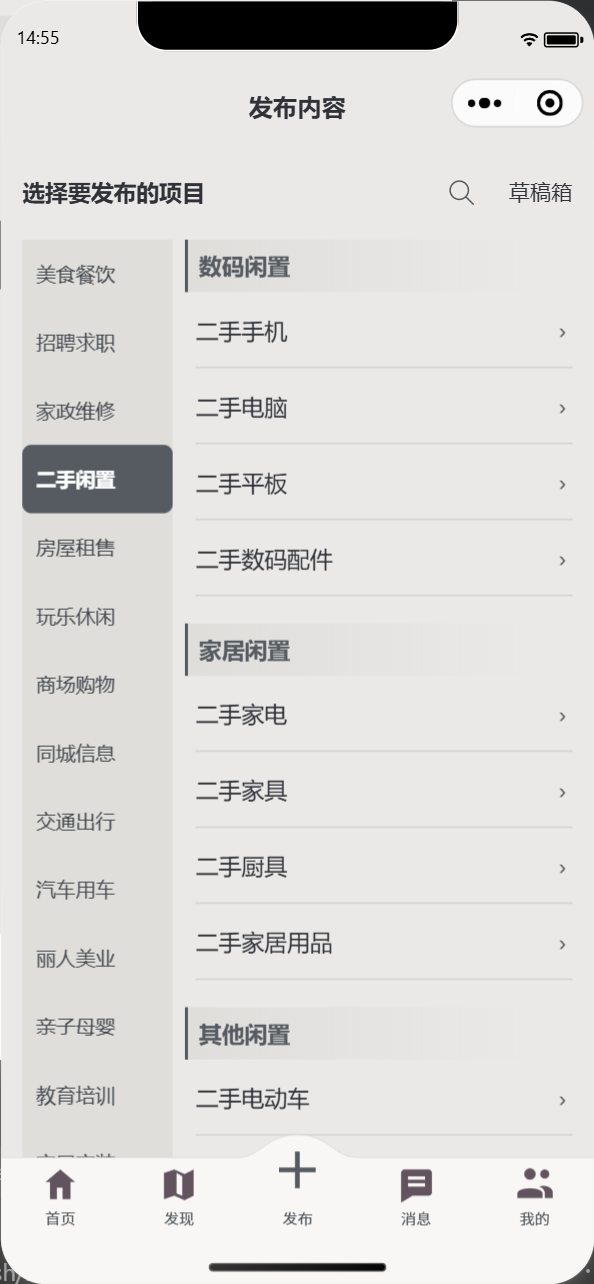 14:55
发布内容
选择要发布的项目
草稿箱
美食餐饮
招聘求职
家政维修
二手闲置
房屋租售
玩乐休闲
商场购物
同城信息
交通出行
汽车用车
丽人美业
亲子母婴
教育培训
数码闲置
二手手机
二手电脑
二手平板
二手数码配件
家居闲置
二手家电
二手家具
二手厨具
二手家居用品
其他闲置
二手电动车
首页
发现
发布
消息
我的